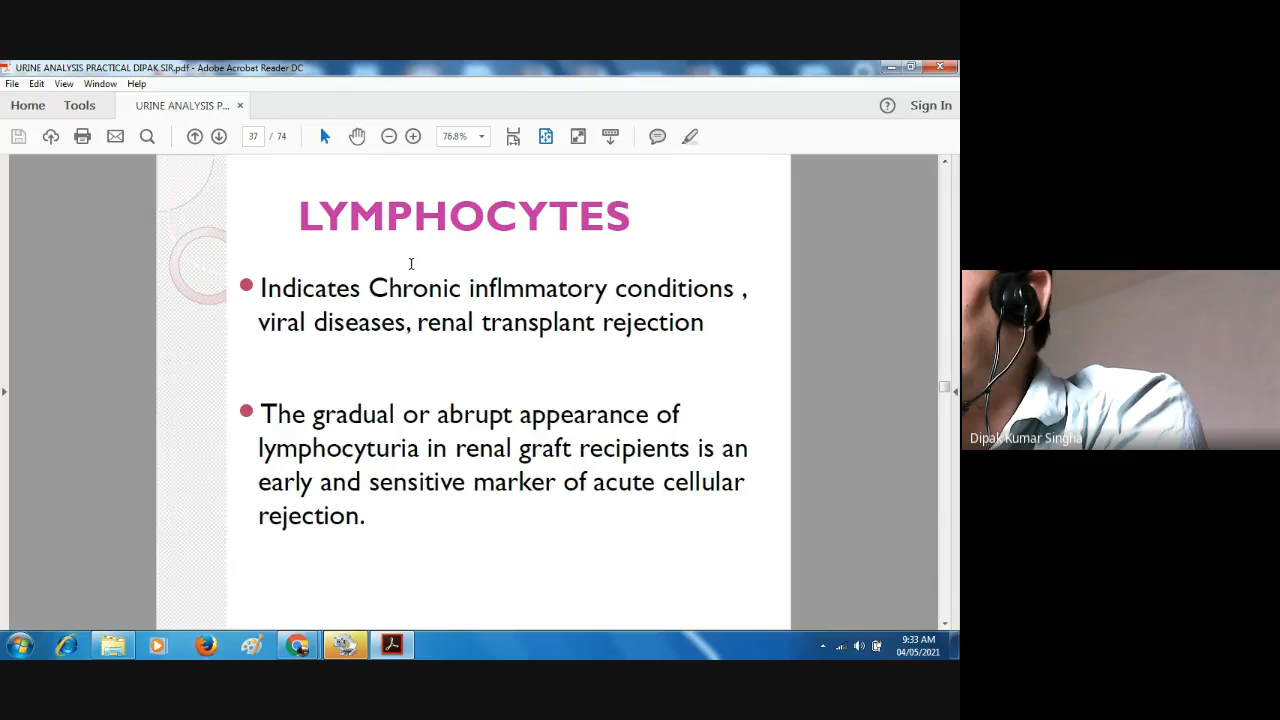 URINE ANALYSIS PRACTICAL DIPAK SIR.pdf - Adobe Acrobat Reader DC
File Edit View Window Help
Home Tools URINE ANALYSIS P... × Sign In
37 / 74 76.8%
LYMPHOCYTES
Indicates Chronic inflmmatory conditions ,
viral diseases, renal transplant rejection
The gradual or abrupt appearance of
lymphocyturia in renal graft recipients is an
early and sensitive marker of acute cellular
rejection.
Dipak Kumar Singha
9:33 AM
04/05/2021